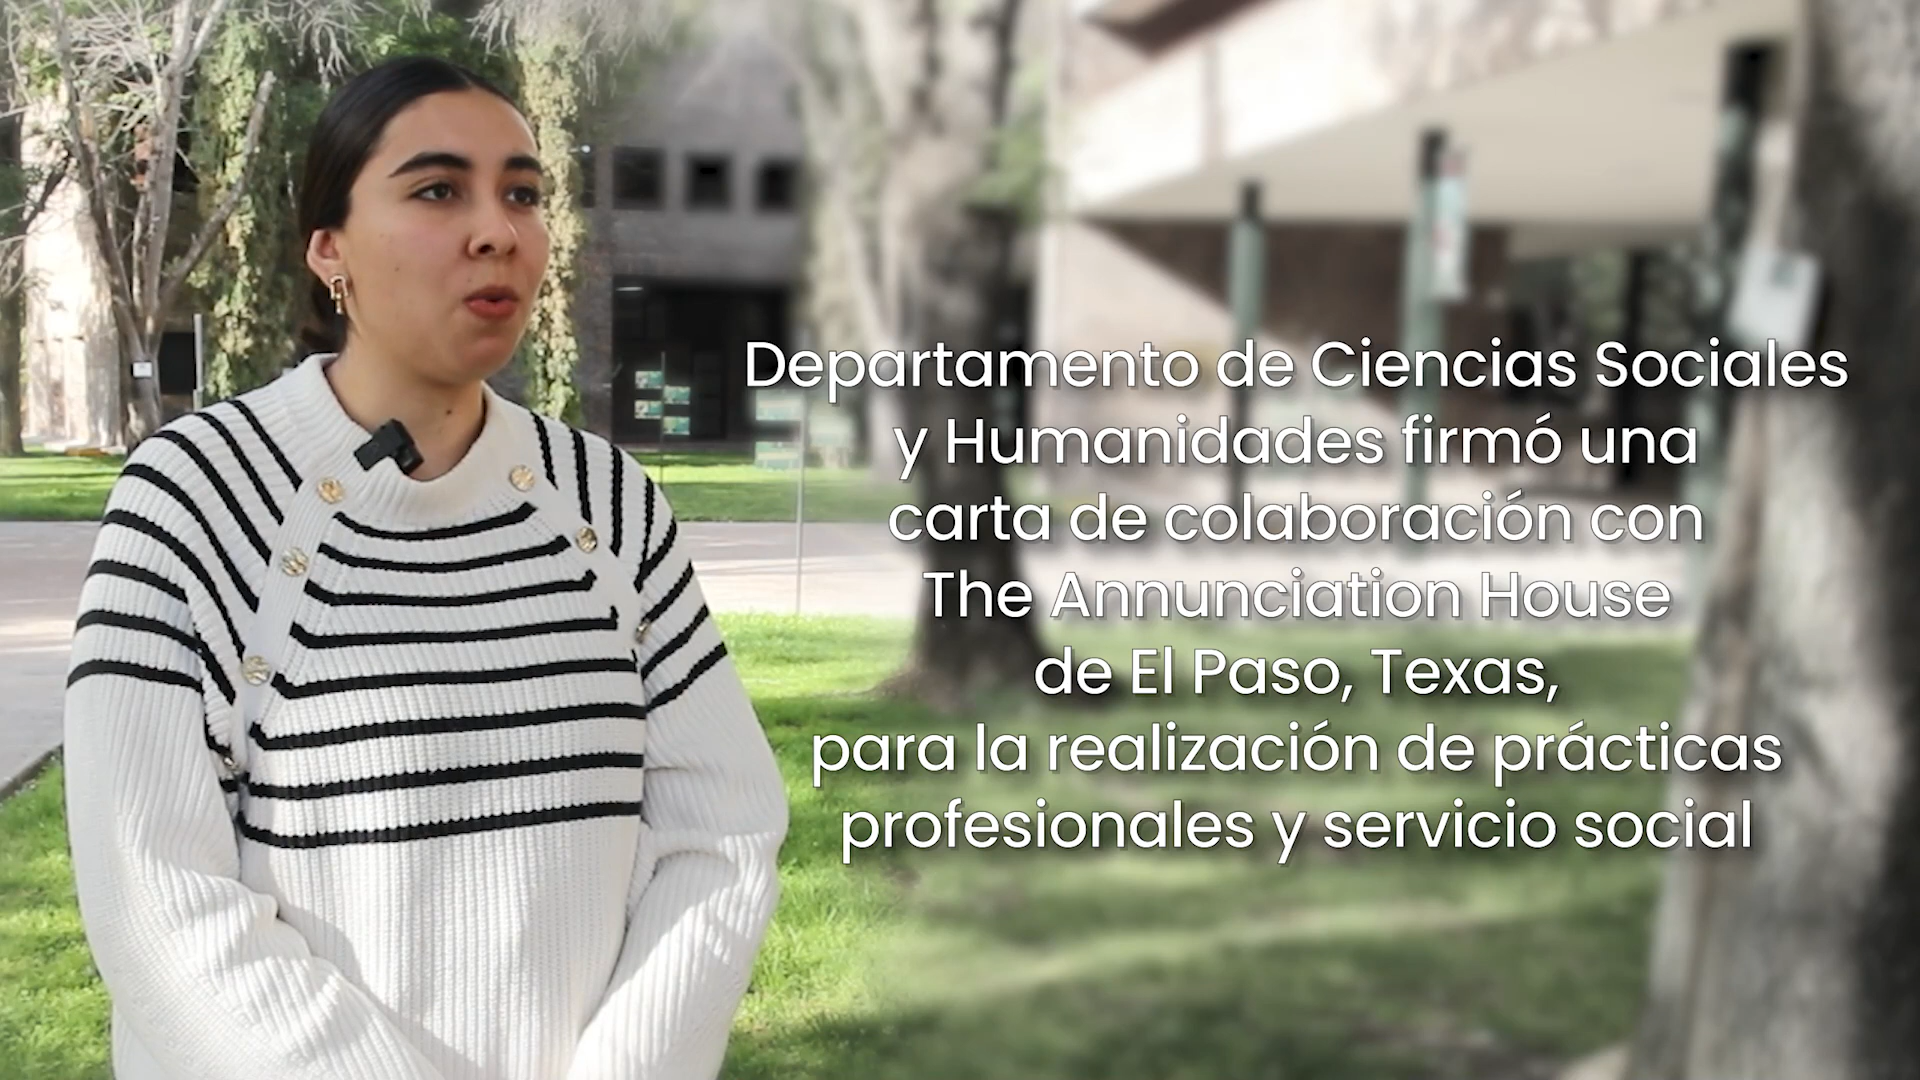 Departamento de Ciencias Sociales
y Humanidades firmó una
carta de colaboración con
The Annunciation House
de El Paso, Texas,
para la realización de prácticas
profesionales y servicio social